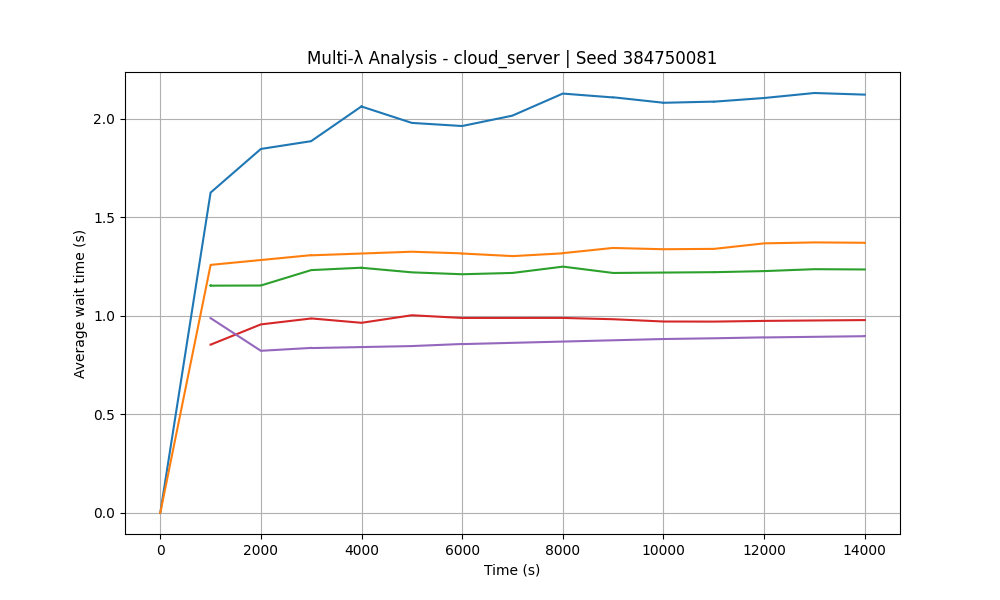 Multi-λ Analysis - cloud_server | Seed 384750081
Average wait time (s)
2.0
1.5
1.0
0.5
0.0
0 2000 4000 6000 8000 10000 12000 14000
Time (s)